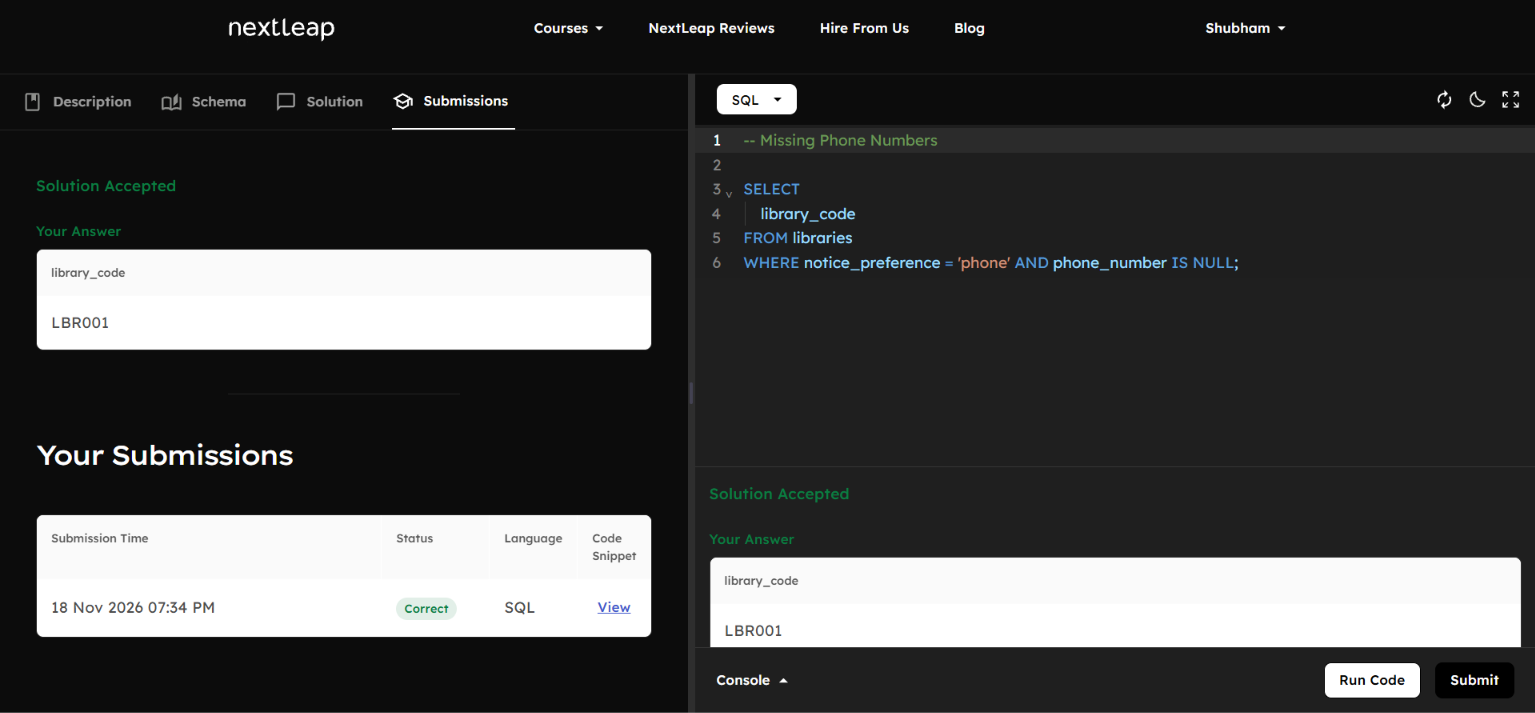 nextleap
Courses
NextLeap Reviews
Hire From Us
Blog
Shubham
Description
Schema
Solution
Submissions
Solution Accepted
Your Answer
library_code
LBR001
Your Submissions
Submission Time Status Language Code Snippet
18 Nov 2026 07:34 PM Correct SQL View
SQL
1 -- Missing Phone Numbers
2
3 SELECT
4 library_code
5 FROM libraries
6 WHERE notice_preference = 'phone' AND phone_number IS NULL;
Solution Accepted
Your Answer
library_code
LBR001
Console
Run Code
Submit